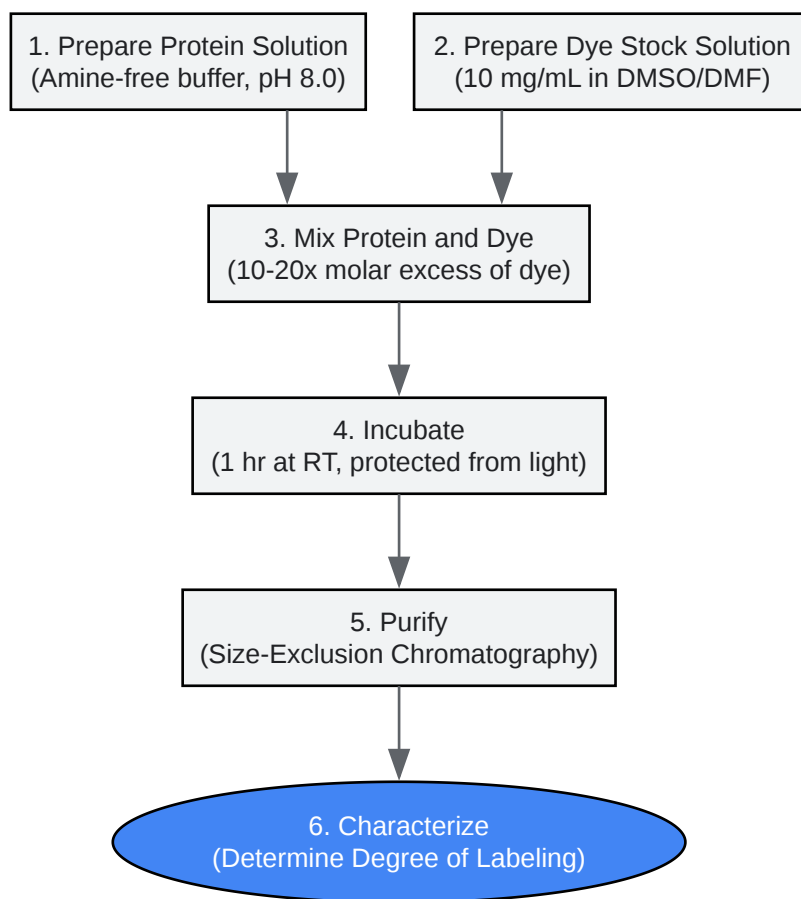 1. Prepare Protein Solution
(Amine-free buffer, pH 8.0)
2. Prepare Dye Stock Solution
(10 mg/mL in DMSO/DMF)
3. Mix Protein and Dye
(10-20x molar excess of dye)
4. Incubate
(1 hr at RT, protected from light)
5. Purify
(Size-Exclusion Chromatography)
6. Characterize
(Determine Degree of Labeling)